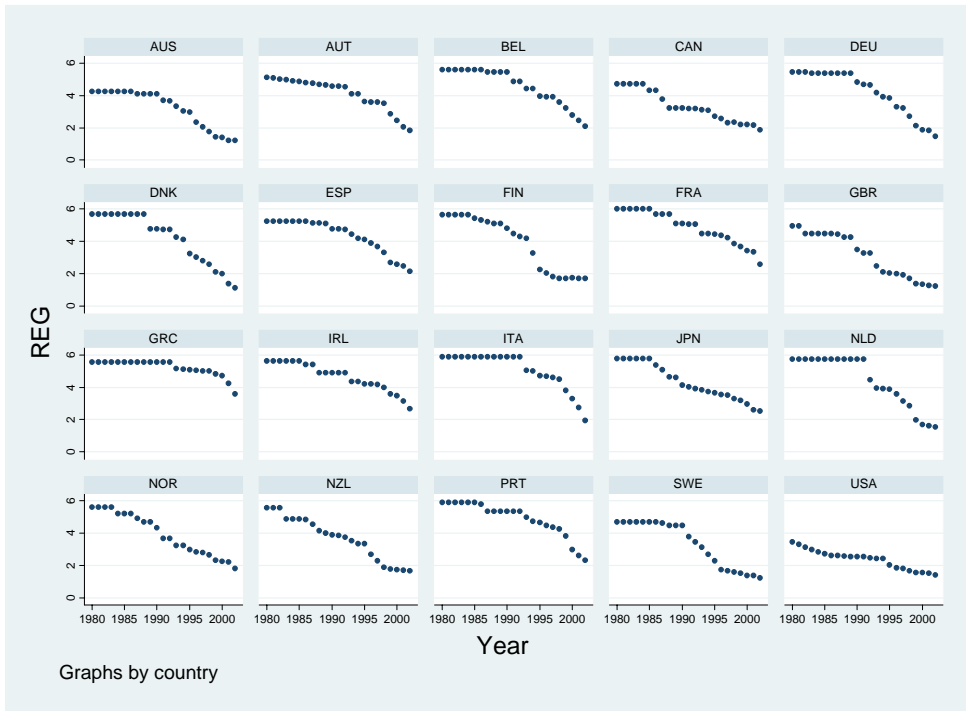 AUS AUT BEL CAN DEU
6
4
2
0
DNK ESP FIN FRA GBR
6
4
2
0
GRC IRL ITA JPN NLD
6
4
2
0
NOR NZL PRT SWE USA
6
4
2
0
1980 1985 1990 1995 2000 1980 1985 1990 1995 2000 1980 1985 1990 1995 2000 1980 1985 1990 1995 2000 1980 1985 1990 1995 2000
REG
Year
Graphs by country